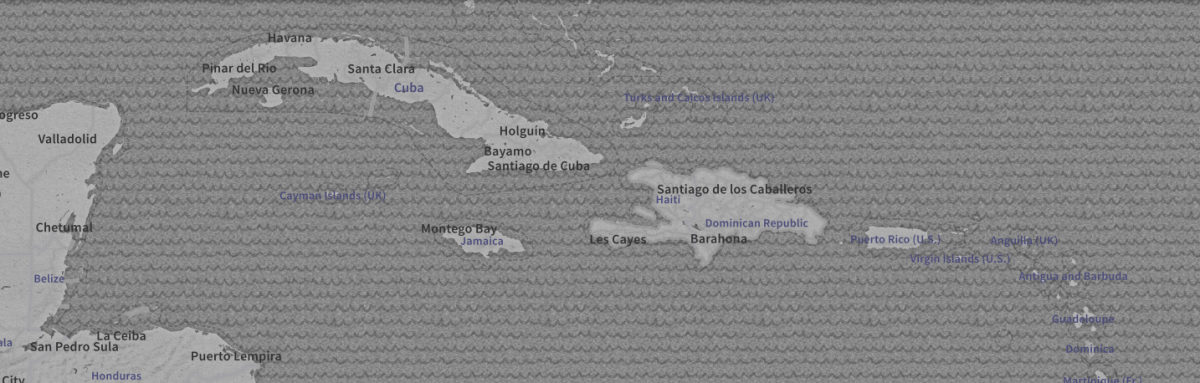 Havana
Pinar del Rio
Santa Clara
Nueva Gerona
Cuba
Turks and Caicos Islands (UK)
ogreso
Valladolid
Holguín
Bayamo
Santiago de Cuba
Cayman Islands (UK)
Santiago de los Caballeros
Haiti
Chetumal
Montego Bay
Jamaica
Les Cayes
Dominican Republic
Barahona
Puerto Rico (U.S.)
Anguilla (UK)
Virgin Islands (U.S.)
Belize
Antigua and Barbuda
Guadeloupe
La Ceiba
San Pedro Sula
Puerto Lempira
Dominica
Honduras
City
Martinique (Fr.)